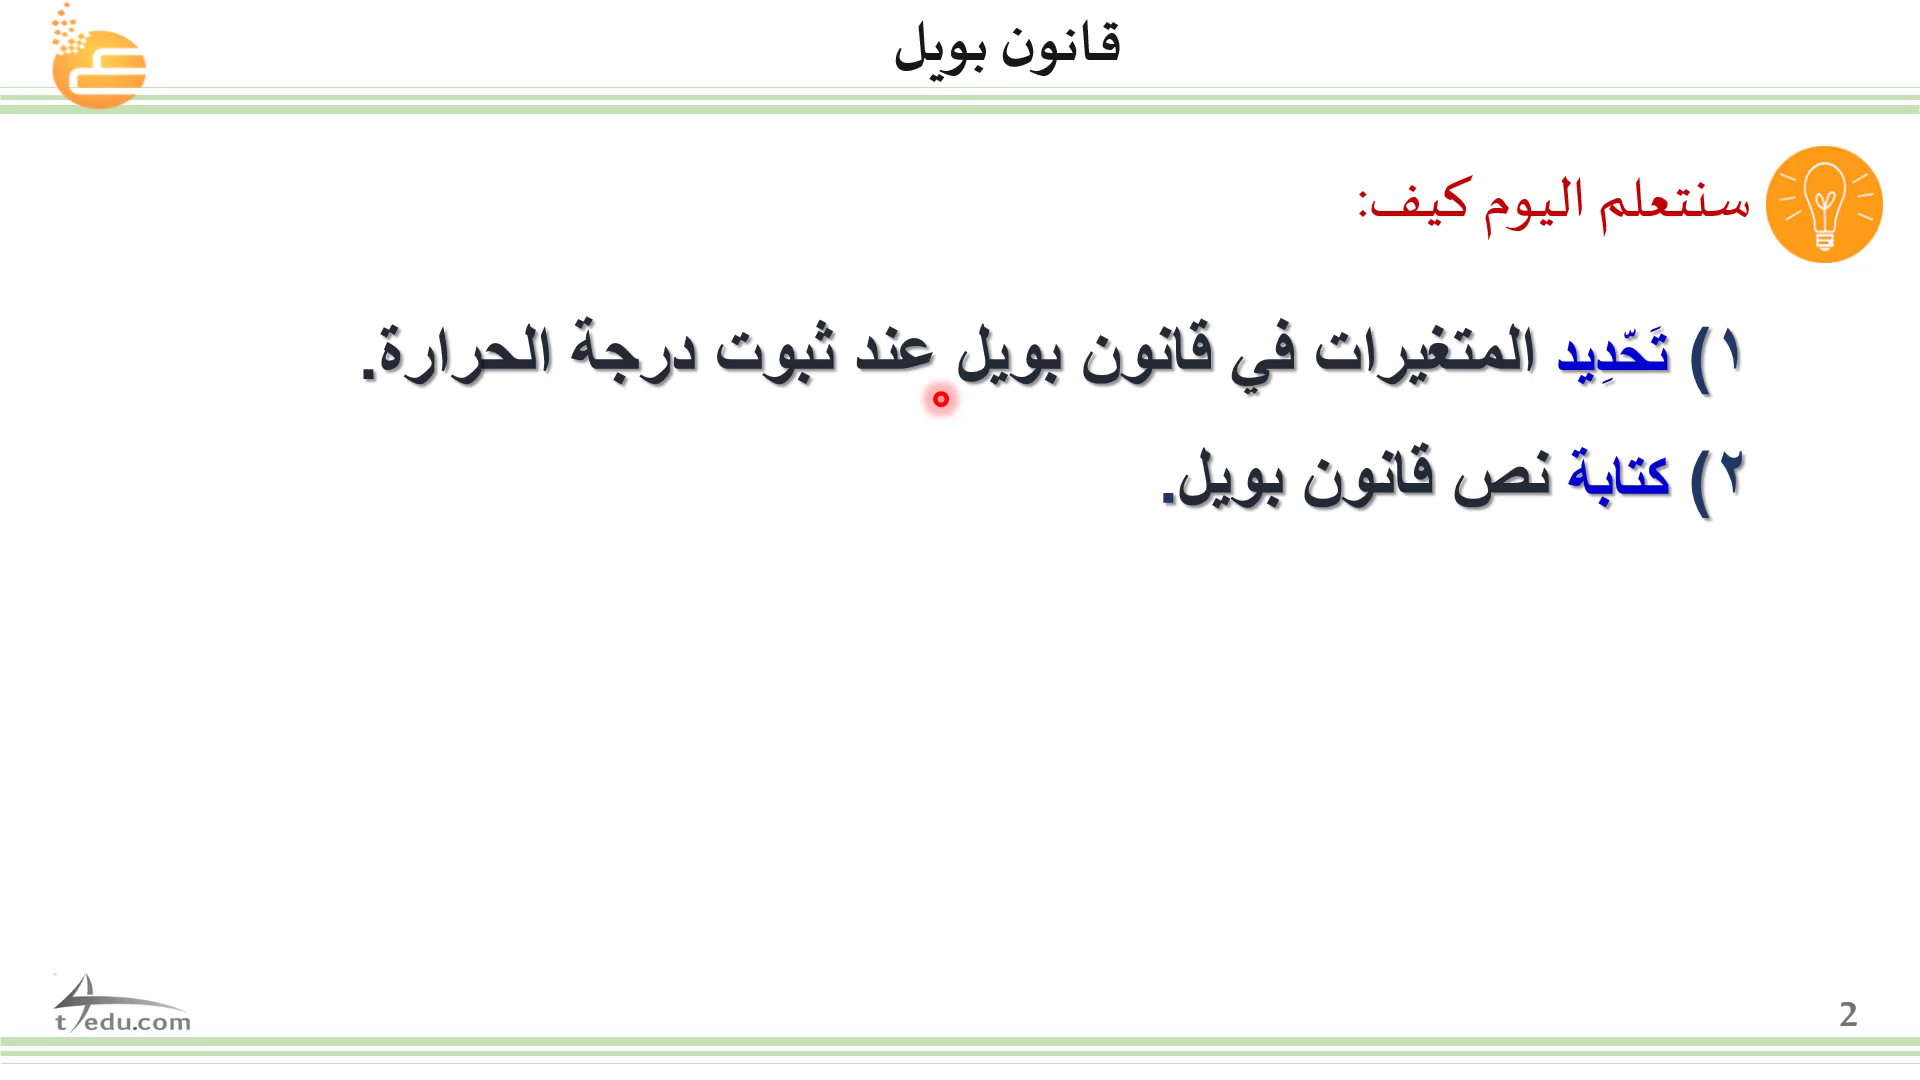 قانون بويل
سنتعلم اليوم كيف:
١) تَحّدِيد المتغيرات في قانون بويل عند ثبوت درجة الحرارة.
٢) كتابة نص قانون بويل.
t4edu.com
2